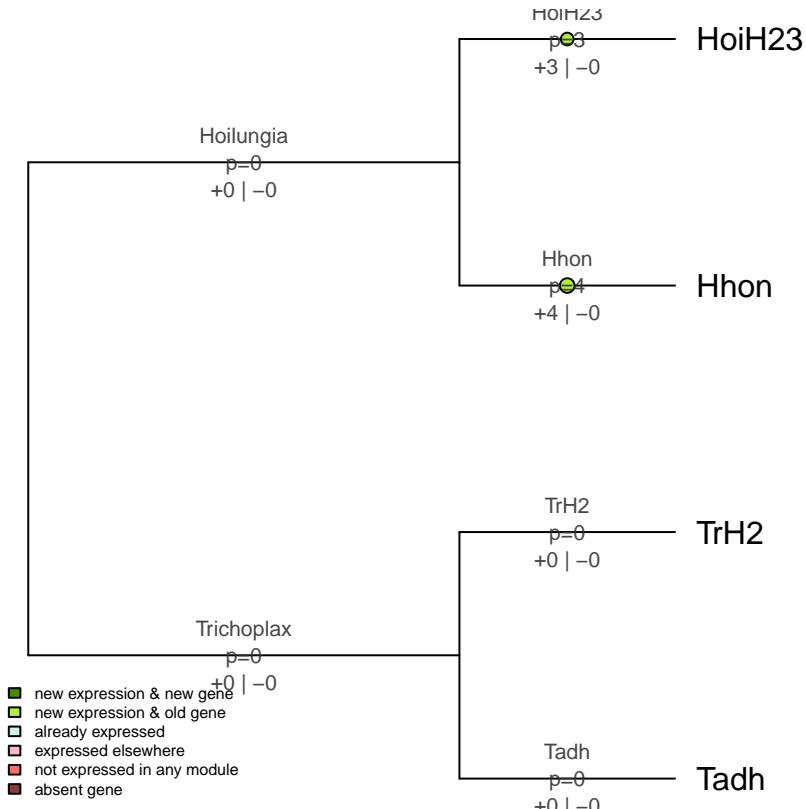 HoiH23
p=3
+3 | −0
HoiH23
Hoilungia
p=0
+0 | −0
Hhon
p=4
+4 | −0
Hhon
TrH2
p=0
+0 | −0
TrH2
Trichoplax
p=0
+0 | −0
new expression & new gene
new expression & old gene
already expressed
expressed elsewhere
not expressed in any module
absent gene
Tadh
p=0
+0 | −0
Tadh